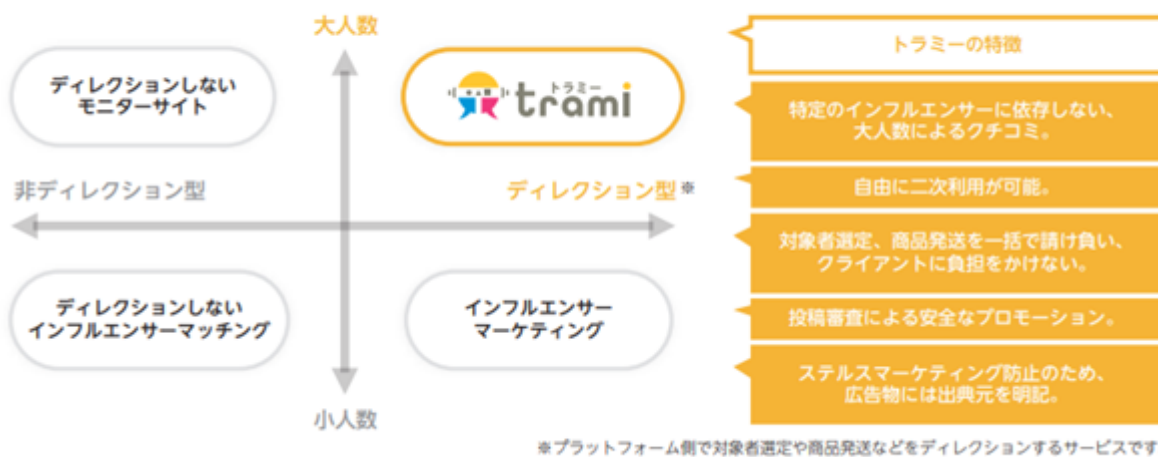 大人数
ディレクションしない
モニターサイト
トラミー
trami
非ディレクション型
ディレクション型※
ディレクションしない
インフルエンサーマッチング
インフルエンサー
マーケティング
小人数
トラミーの特徴
特定のインフルエンサーに依存しない、
大人数によるクチコミ。
自由に二次利用が可能。
対象者選定、商品発送を一括で請け負い、
クライアントに負担をかけない。
投稿審査による安全なプロモーション。
ステルスマーケティング防止のため、
広告物には出典元を明記。
※プラットフォーム側で対象者選定や商品発送などをディレクションするサービスです